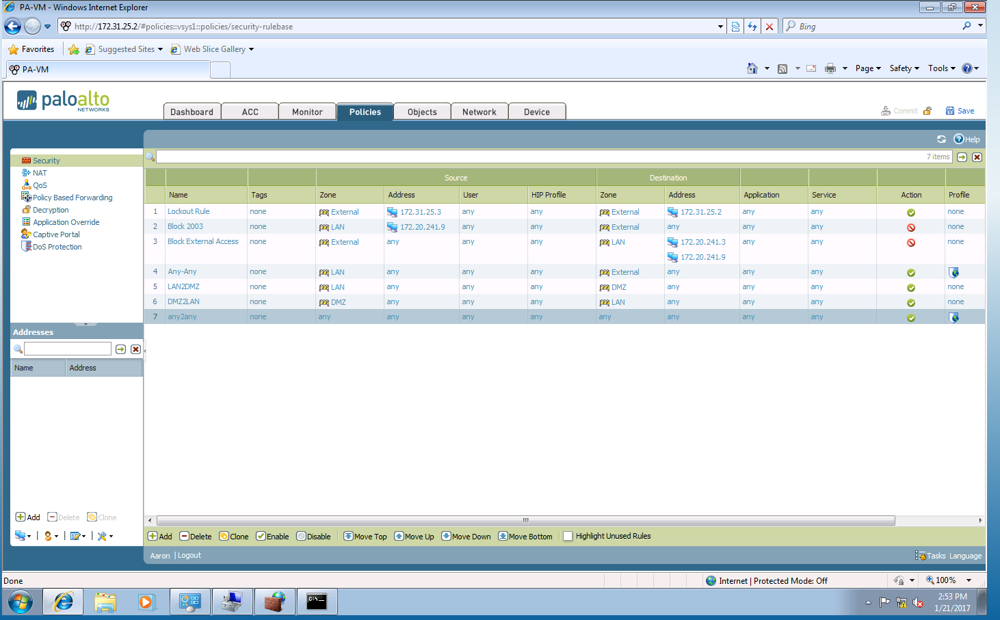 PA-VM - Windows Internet Explorer
http://172.31.25.2/#policies::vsys1::policies/security-rulebase
Bing
Favorites
Suggested Sites
Web Slice Gallery
PA-VM
Page
Safety
Tools
paloalto
NETWORKS
Dashboard
ACC
Monitor
Policies
Objects
Network
Device
Commit
Save
Help
Security
NAT
QoS
Policy Based Forwarding
Decryption
Application Override
Captive Portal
DoS Protection
7 items
Source
Destination
Name Tags Zone Address User HIP Profile Zone Address Application Service Action Profile
1 Lockout Rule none External 172.31.25.3 any any External 172.31.25.2 any any none
2 Block 2003 none LAN 172.20.241.9 any any External any any any none
3 Block External Access none External any any any LAN 172.20.241.3 any any none
172.20.241.9
4 Any-Any none LAN any any any External any any any
5 LAN2DMZ none LAN any any any DMZ any any any none
6 DMZ2LAN none DMZ any any any LAN any any any none
7 any2any none any any any any any any any any
Addresses
Name Address
Add Delete Clone
Add Delete Clone Enable Disable Move Top Move Up Move Down Move Bottom Highlight Unused Rules
Aaron | Logout
Tasks Language
Done
Internet | Protected Mode: Off
100%
C:\_
2:53 PM
1/21/2017